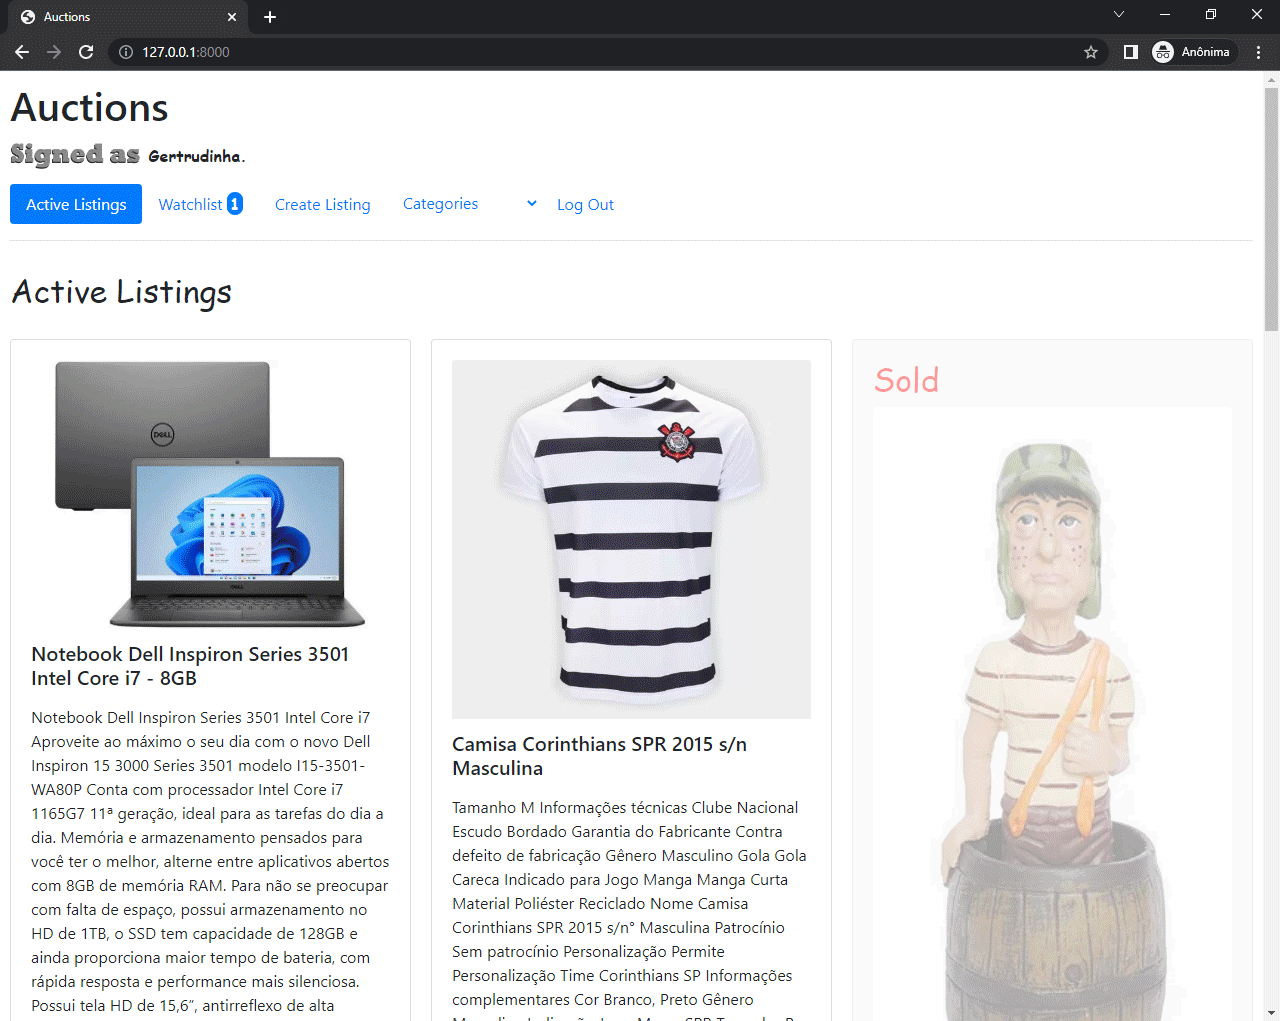 Auctions
127.0.0.1:8000
Anônima
Auctions
Signed as Gertrudinha.
Active Listings
Watchlist 1
Create Listing
Categories
Log Out
Active Listings
DELL
DELL
Notebook Dell Inspiron Series 3501
Intel Core i7 - 8GB
Notebook Dell Inspiron Series 3501 Intel Core i7
Aproveite ao máximo o seu dia com o novo Dell
Inspiron 15 3000 Series 3501 modelo I15-3501-
WA80P Conta com processador Intel Core i7
1165G7 11ª geração, ideal para as tarefas do dia a
dia. Memória e armazenamento pensados para
você ter o melhor, alterne entre aplicativos abertos
com 8GB de memória RAM. Para não se preocupar
com falta de espaço, possui armazenamento no
HD de 1TB, o SSD tem capacidade de 128GB e
ainda proporciona maior tempo de bateria, com
rápida resposta e performance mais silenciosa.
Possui tela HD de 15,6”, antirreflexo de alta
Camisa Corinthians SPR 2015 s/n
Masculina
Tamanho M Informações técnicas Clube Nacional
Escudo Bordado Garantia do Fabricante Contra
defeito de fabricação Gênero Masculino Gola Gola
Careca Indicado para Jogo Manga Manga Curta
Material Poliéster Reciclado Nome Camisa
Corinthians SPR 2015 s/n° Masculina Patrocínio
Sem patrocínio Personalização Permite
Personalização Time Corinthians SP Informações
complementares Cor Branco, Preto Gênero
Sold